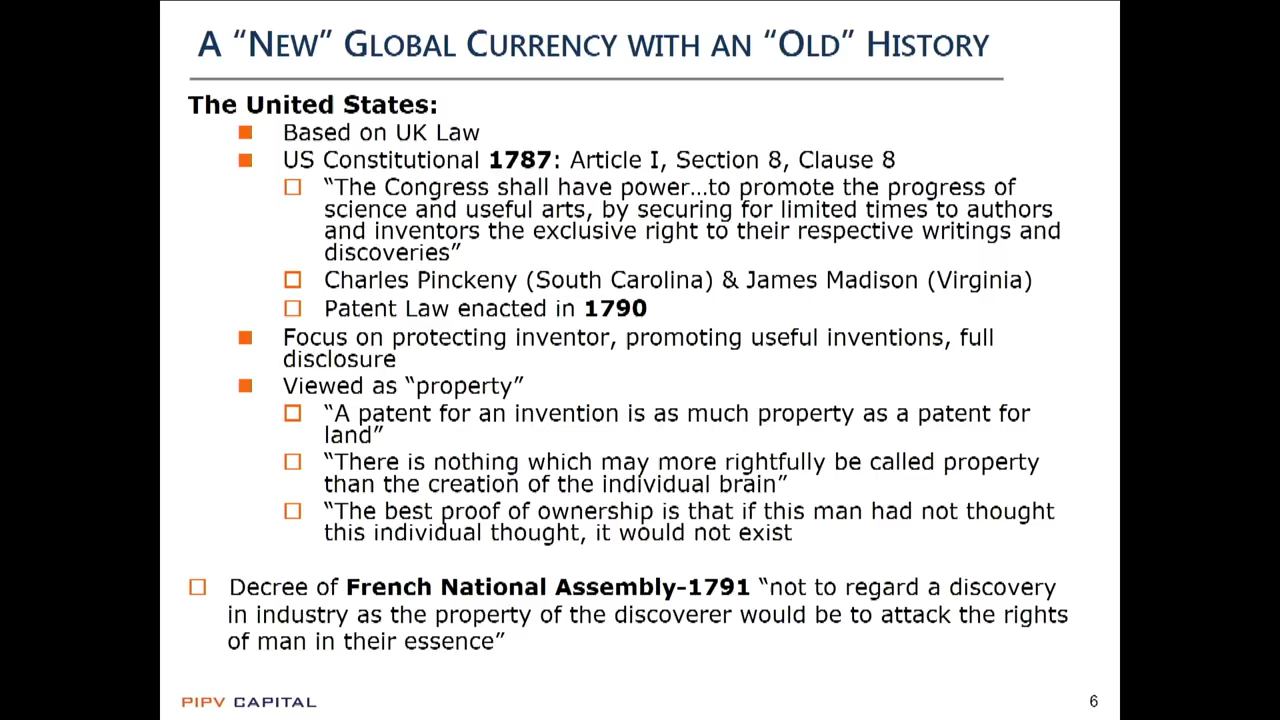 A “NEW” GLOBAL CURRENCY WITH AN “OLD” HISTORY
The United States:
Based on UK Law
US Constitutional 1787: Article I, Section 8, Clause 8
“The Congress shall have power…to promote the progress of
science and useful arts, by securing for limited times to authors
and inventors the exclusive right to their respective writings and
discoveries”
Charles Pinckeny (South Carolina) & James Madison (Virginia)
Patent Law enacted in 1790
Focus on protecting inventor, promoting useful inventions, full
disclosure
Viewed as “property”
“A patent for an invention is as much property as a patent for
land”
“There is nothing which may more rightfully be called property
than the creation of the individual brain”
“The best proof of ownership is that if this man had not thought
this individual thought, it would not exist
Decree of French National Assembly-1791 “not to regard a discovery
in industry as the property of the discoverer would be to attack the rights
of man in their essence”
PIPV CAPITAL
6